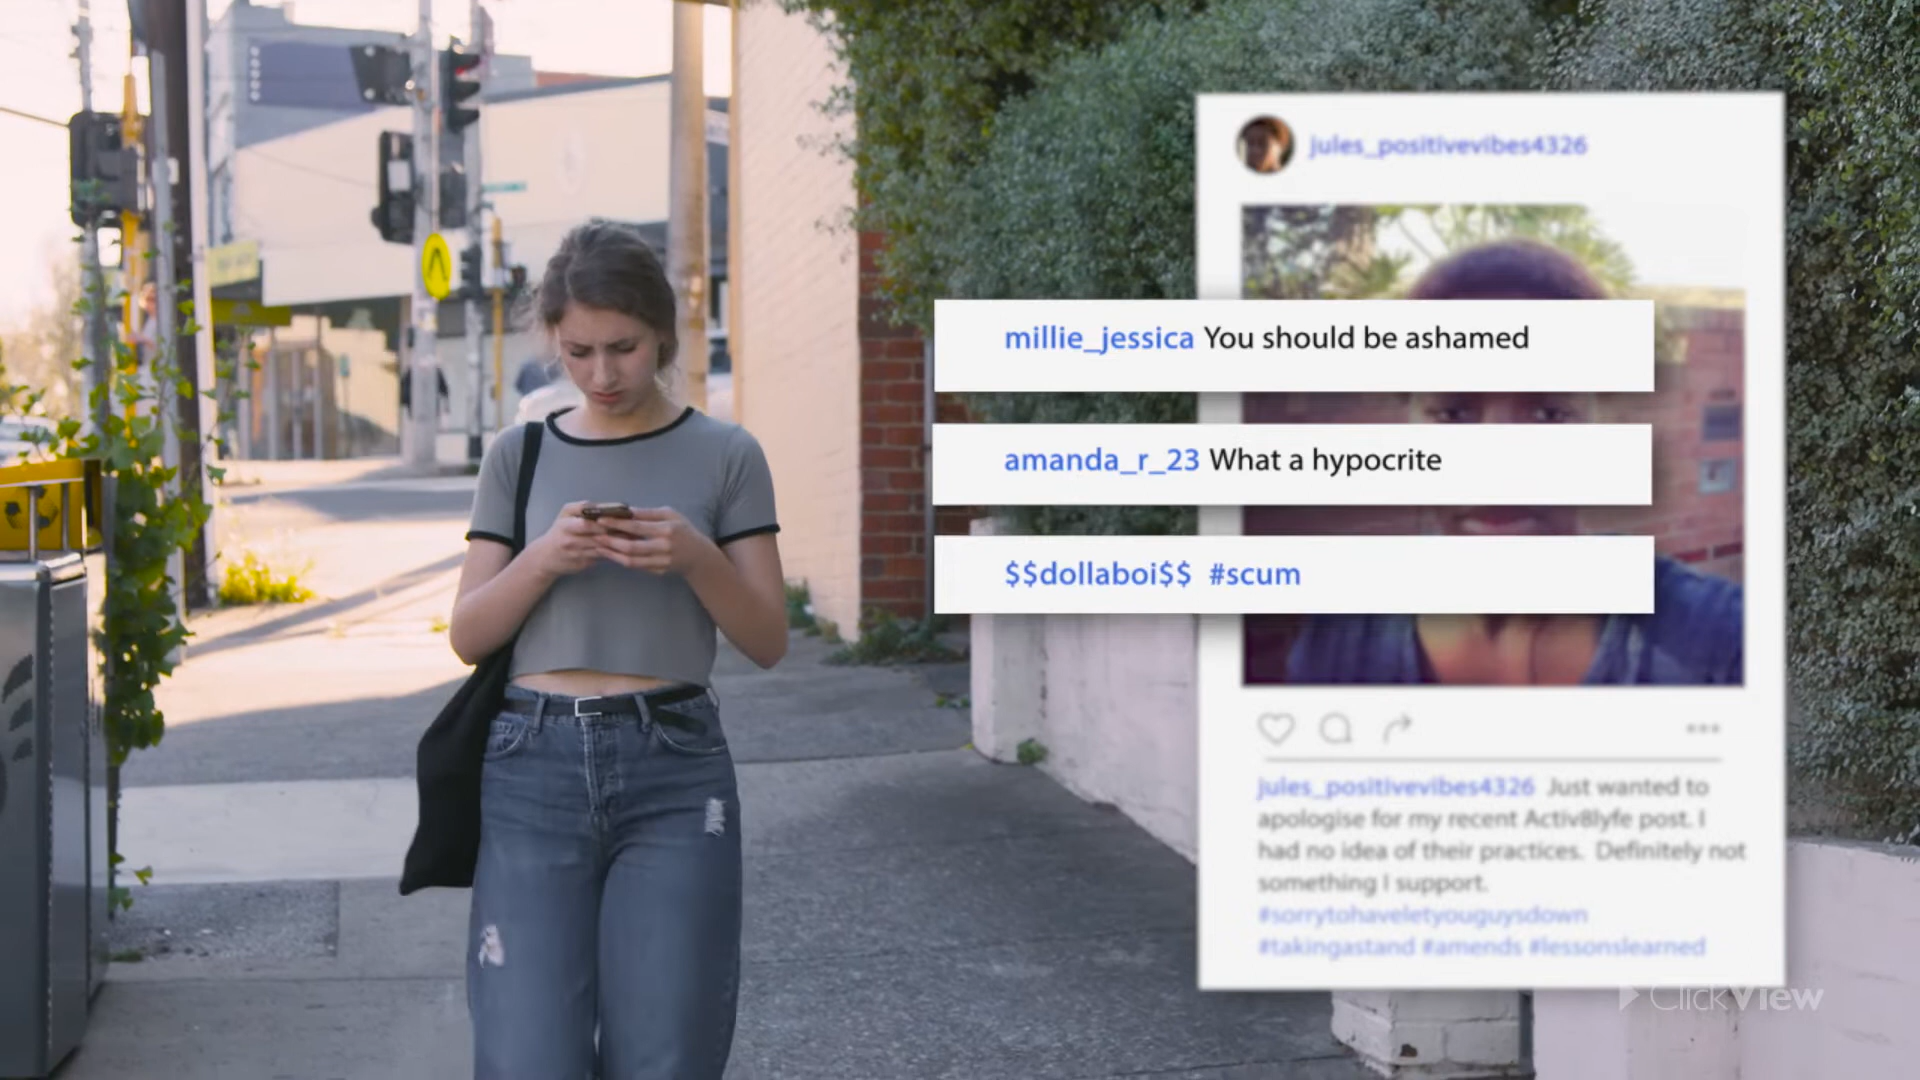 jules_positivevibes4326
millie_jessica You should be ashamed
amanda_r_23 What a hypocrite
$$dollaboi$$ #scum
jules_positivevibes4326 Just wanted to
apologise for my recent Activ8lyfe post. I
had no idea of their practices. Definitely not
something I support.
#sorrytohaveletyouguysdown
#takingastand #amends #lessonslearned
ClickView